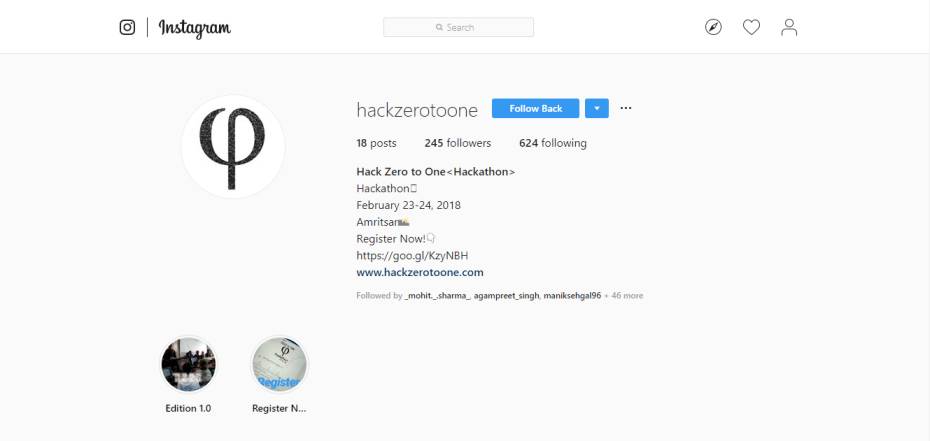 Instagram
Search
hackzerotoone Follow Back
18 posts 245 followers 624 following
Hack Zero to One<Hackathon>
Hackathon
February 23-24, 2018
Amritsar
Register Now!
https://goo.gl/KzyNBH
www.hackzerotoone.com
Followed by _mohit._.sharma_, agampreet_singh, maniksehgal96 + 46 more
φ
φ
Register
Edition 1.0 Register N...